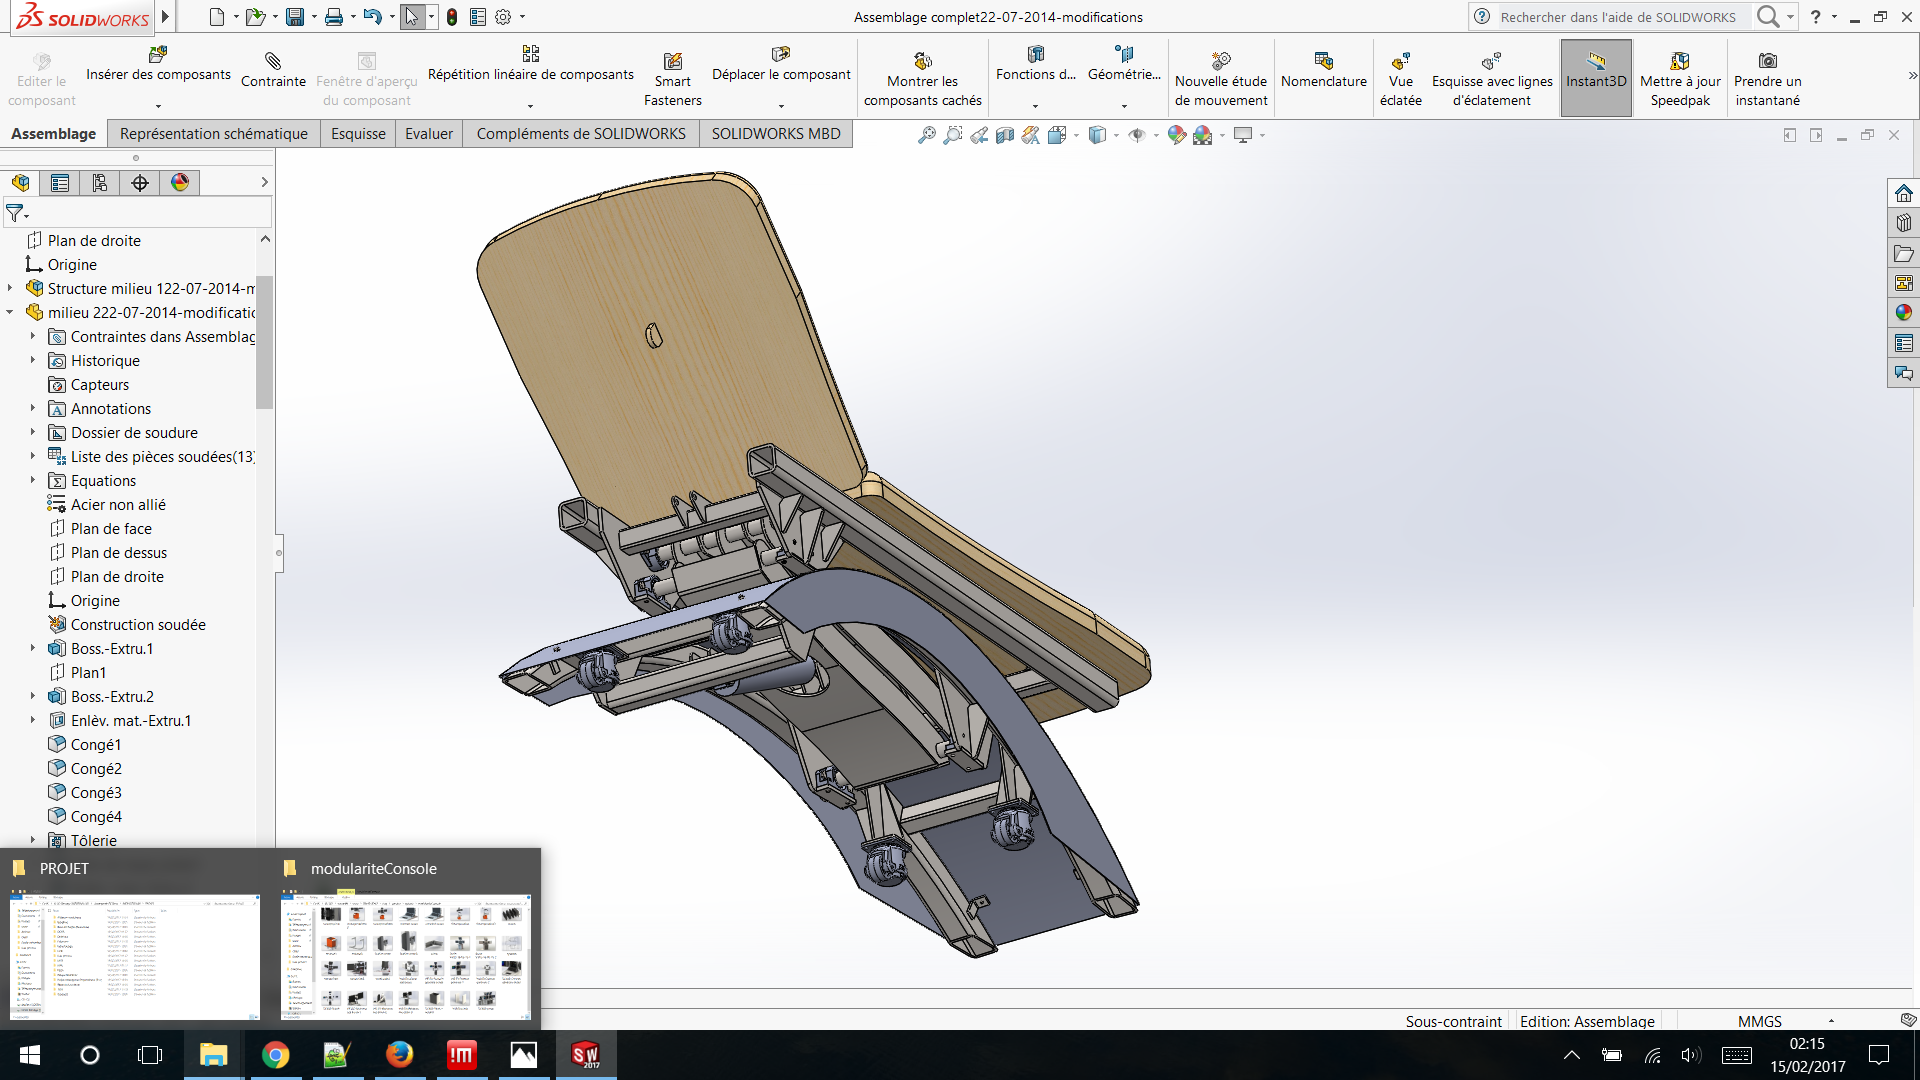 SOLIDWORKS
Assemblage complet22-07-2014-modifications
Rechercher dans l'aide de SOLIDWORKS
?
Editer le composant
Insérer des composants
Contrainte
Fenêtre d'aperçu du composant
Répétition linéaire de composants
Smart Fasteners
Déplacer le composant
Montrer les composants cachés
Fonctions d...
Géométrie...
Nouvelle étude de mouvement
Nomenclature
Vue éclatée
Esquisse avec lignes d'éclatement
Instant3D
Mettre à jour Speedpak
Prendre un instantané
Assemblage
Représentation schématique
Esquisse
Evaluer
Compléments de SOLIDWORKS
SOLIDWORKS MBD
Plan de droite
Origine
Structure milieu 122-07-2014-m
milieu 222-07-2014-modificatio
Contraintes dans Assemblag
Historique
Capteurs
Annotations
Dossier de soudure
Liste des pièces soudées(13)
Equations
Acier non allié
Plan de face
Plan de dessus
Plan de droite
Origine
Construction soudée
Boss.-Extru.1
Plan1
Boss.-Extru.2
Enlèv. mat.-Extru.1
Congé1
Congé2
Congé3
Congé4
Tôlerie
PROJET
modulariteConsole
Sous-contraint
Edition: Assemblage
MMGS
!m
SW
2017
02:15
15/02/2017